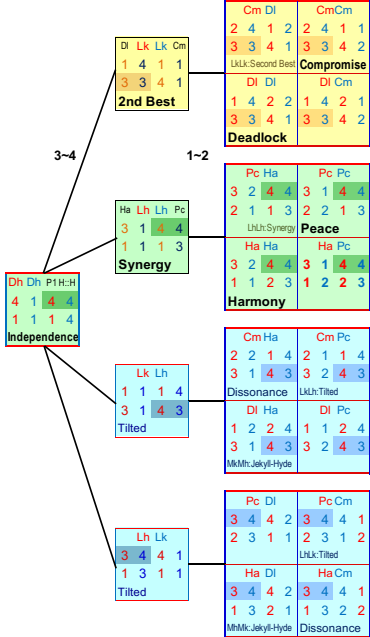 Cm Dl CmCm
2 4 1 2 2 4 1 1
3 3 4 1 3 3 4 2
LkLk:Second Best Compromise
Dl Dl Dl Cm
1 4 2 2 1 4 2 1
3 3 4 1 3 3 4 2
Deadlock
Dl Lk Lk Cm
1 4 1 1
3 3 4 1
2nd Best
3~4
1~2
Pc Ha Pc Pc
3 2 4 4 3 1 4 4
2 1 1 3 2 2 1 3
LhLh:Synergy Peace
Ha Ha Ha Pc
3 2 4 4 3 1 4 4
1 1 2 3 1 2 2 3
Harmony
Ha Lh Lh Pc
3 1 4 4
1 1 1 3
Synergy
Dh Dh P1 H::H
4 1 4 4
1 1 1 4
Independence
Cm Ha Cm Pc
2 2 1 4 2 1 1 4
3 1 4 3 3 2 4 3
Dissonance LkLh:Tilted
Dl Ha Dl Pc
1 2 2 4 1 2 2 4
3 1 4 3 3 2 4 3
MkMh:Jekyll-Hyde
Lk Lh
1 1 1 4
3 1 4 3
Tilted
Pc Dl Pc Cm
3 4 4 2 3 4 4 1
2 3 1 1 2 3 1 2
LhLk:Tilted
Ha Dl Ha Cm
3 4 4 2 3 4 4 1
1 3 2 1 1 3 2 2
MhMk:Jekyll-Hyde Dissonance
Lh Lk
3 4 4 1
1 3 1 1
Tilted